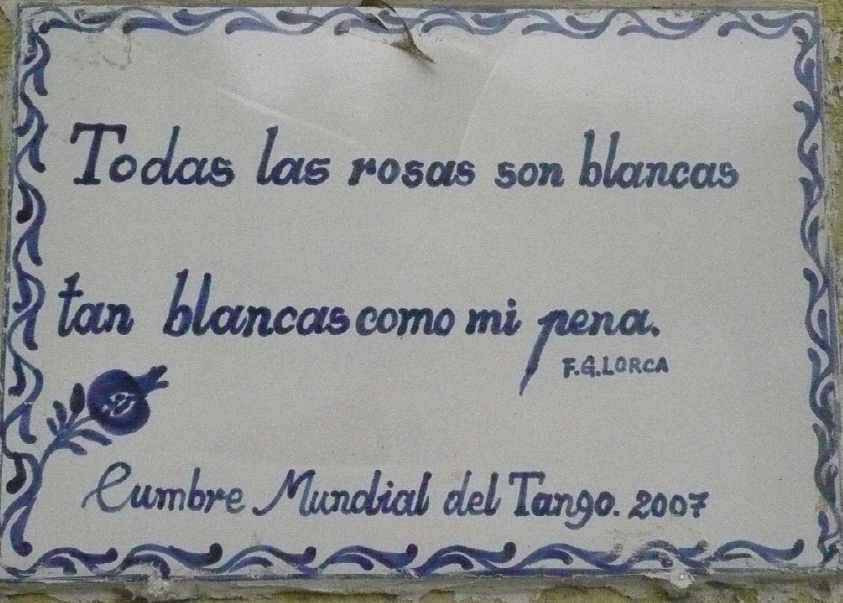 Todas las rosas son blancas
tan blancas como mi pena.
F.G.LORCA
Cumbre Mundial del Tango. 2007